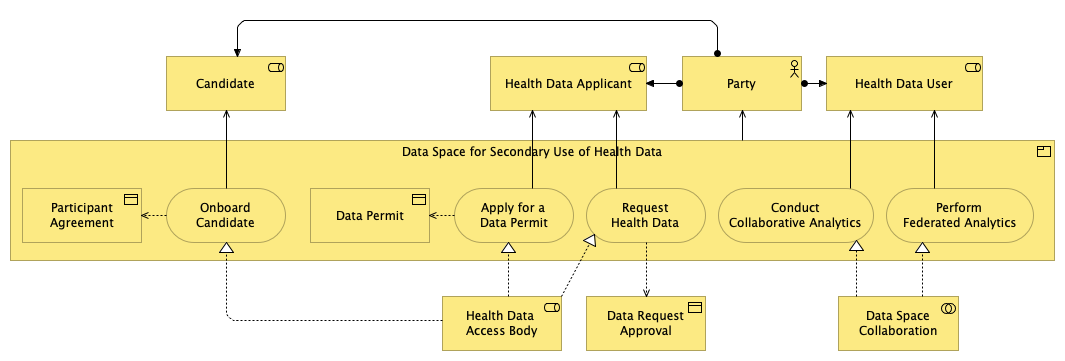 Candidate
Health Data Applicant
Party
Health Data User
Data Space for Secondary Use of Health Data
Participant
Agreement
Onboard
Candidate
Data Permit
Apply for a
Data Permit
Request
Health Data
Conduct
Collaborative Analytics
Perform
Federated Analytics
Health Data
Access Body
Data Request
Approval
Data Space
Collaboration